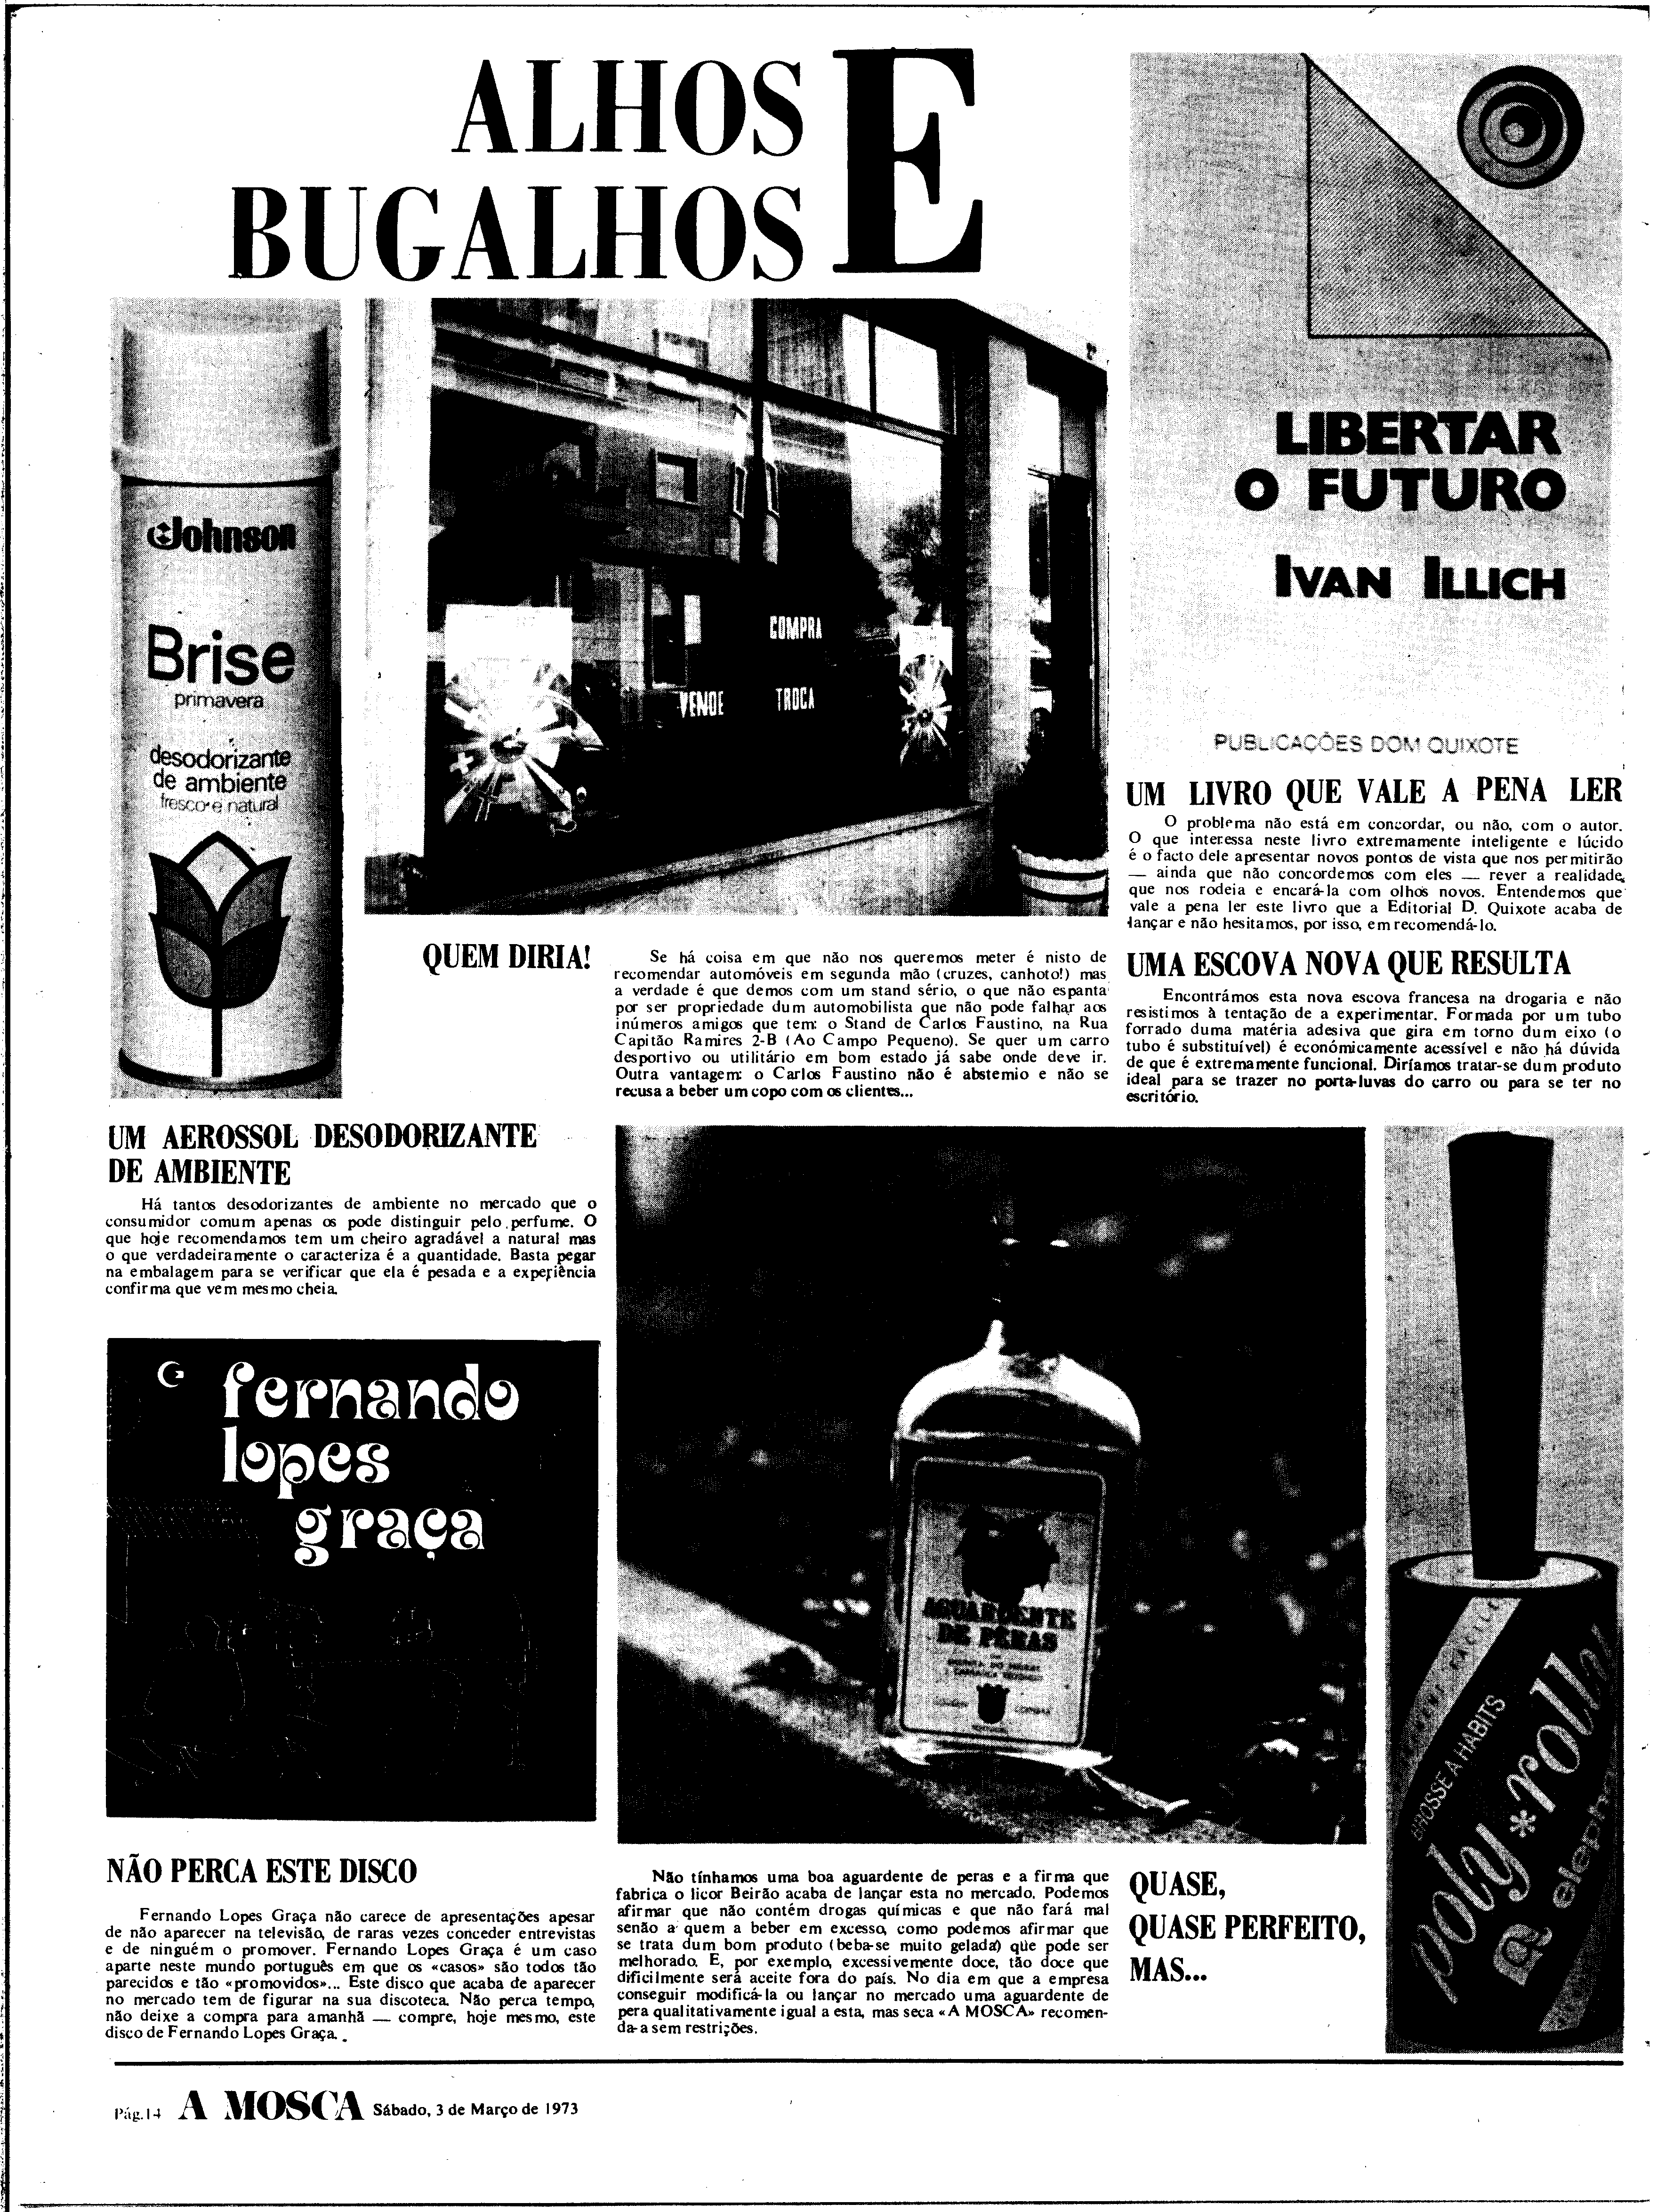 ALHOS E
BUGALHOS
Johnson
Brise
primavera
desodorizante
de ambiente
fresco e natural
COMPRA
VENDE TROCA
LIBERTAR
O FUTURO
IVAN ILLICH
PUBLICAÇÕES DOM QUIXOTE
UM LIVRO QUE VALE A PENA LER
O problema não está em concordar, ou não, com o autor.
O que interessa neste livro extremamente inteligente e lúcido
é o facto dele apresentar novos pontos de vista que nos permitirão
— ainda que não concordemos com eles — rever a realidade,
que nos rodeia e encará-la com olhos novos. Entendemos que
vale a pena ler este livro que a Editorial D. Quixote acaba de
lançar e não hesitamos, por isso, em recomendá-lo.
QUEM DIRIA!
Se há coisa em que não nos queremos meter é nisto de
recomendar automóveis em segunda mão (cruzes, canhoto!) mas
a verdade é que demos com um stand sério, o que não espanta
por ser propriedade dum automobilista que não pode falhar aos
inúmeros amigos que tem: o Stand de Carlos Faustino, na Rua
Capitão Ramires 2-B (Ao Campo Pequeno). Se quer um carro
desportivo ou utilitário em bom estado já sabe onde deve ir.
Outra vantagem: o Carlos Faustino não é abstemio e não se
recusa a beber um copo com os clientes...
UMA ESCOVA NOVA QUE RESULTA
Encontrámos esta nova escova francesa na drogaria e não
resistimos à tentação de a experimentar. Formada por um tubo
forrado duma matéria adesiva que gira em torno dum eixo (o
tubo é substituível) é económicamente acessível e não há dúvida
de que é extremamente funcional. Diríamos tratar-se dum produto
ideal para se trazer no porta-luvas do carro ou para se ter no
escritório.
UM AEROSSOL DESODORIZANTE
DE AMBIENTE
Há tantos desodorizantes de ambiente no mercado que o
consumidor comum apenas os pode distinguir pelo perfume. O
que hoje recomendamos tem um cheiro agradável a natural mas
o que verdadeiramente o caracteriza é a quantidade. Basta pegar
na embalagem para se verificar que ela é pesada e a experiência
confirma que vem mesmo cheia.
fernando
lopes
graça
AGUARDENTE
DE PERAS
BROSSE A HABITS
poly*roll
NÃO PERCA ESTE DISCO
Fernando Lopes Graça não carece de apresentações apesar
de não aparecer na televisão, de raras vezes conceder entrevistas
e de ninguém o promover. Fernando Lopes Graça é um caso
aparte neste mundo português em que os «casos» são todos tão
parecidos e tão «promovidos»... Este disco que acaba de aparecer
no mercado tem de figurar na sua discoteca. Não perca tempo,
não deixe a compra para amanhã — compre, hoje mesmo, este
disco de Fernando Lopes Graça.
Não tínhamos uma boa aguardente de peras e a firma que
fabrica o licor Beirão acaba de lançar esta no mercado. Podemos
afirmar que não contém drogas químicas e que não fará mal
senão a quem a beber em excesso, como podemos afirmar que
se trata dum bom produto (beba-se muito gelada) que pode ser
melhorado. E, por exemplo, excessivamente doce, tão doce que
dificilmente será aceite fora do país. No dia em que a empresa
conseguir modificá-la ou lançar no mercado uma aguardente de
pera qualitativamente igual a esta, mas seca «A MOSCA» recomen-
da-a sem restrições.
QUASE,
QUASE PERFEITO,
MAS...
Pág.14 A MOSCA Sábado, 3 de Março de 1973